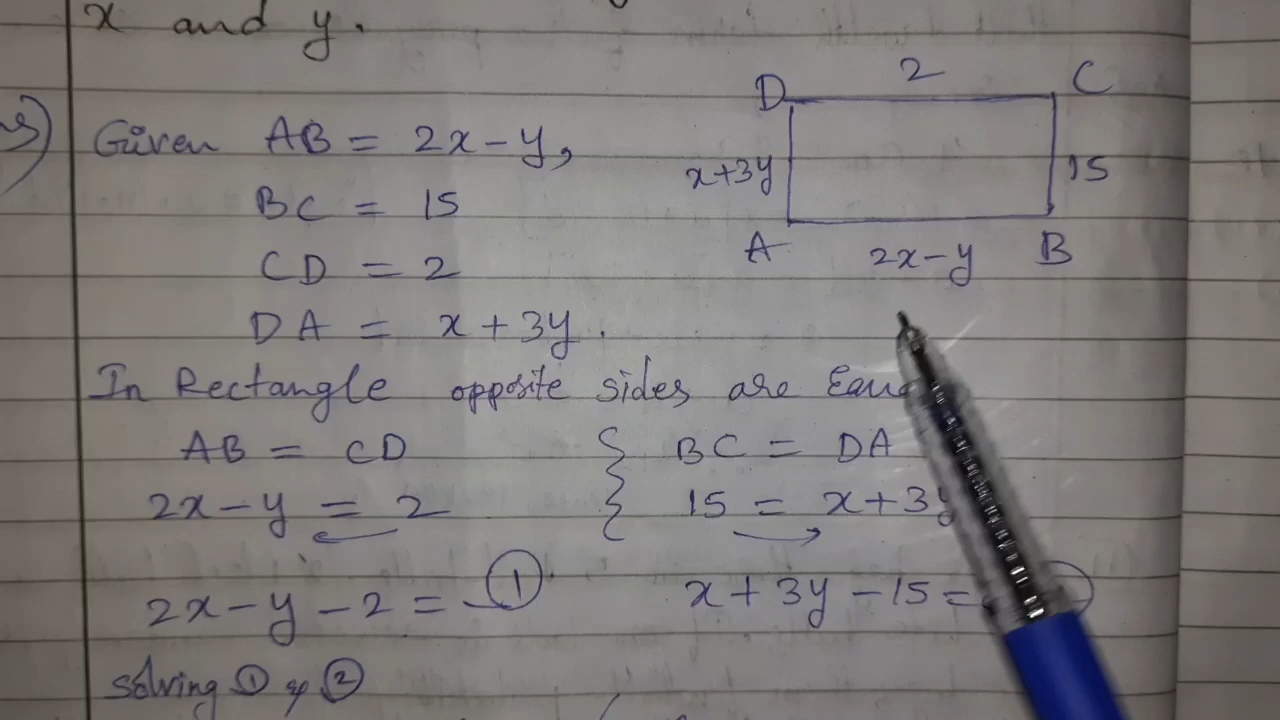 x and y.
Given AB = 2x-y,
BC = 15
CD = 2
DA = x+3y.
D 2 C
x+3y 15
A 2x-y B
In Rectangle opposite sides are
AB = CD } BC = DA
2x-y = 2 } 15 = x+3y
2x-y-2 = ① x+3y-15 =
Solving ① & ②